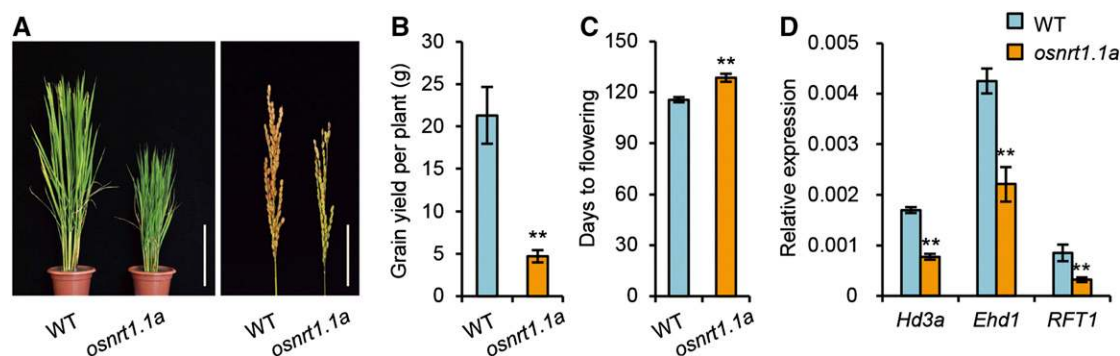 A
WT
osnrt1.1a
WT
osnrt1.1a
B
Grain yield per plant (g)
30
25
20
15
10
5
0
**
WT
osnrt1.1a
C
Days to flowering
150
120
90
60
30
0
**
WT
osnrt1.1a
D
WT
osnrt1.1a
Relative expression
0.005
0.004
0.003
0.002
0.001
0
**
**
**
Hd3a
Ehd1
RFT1